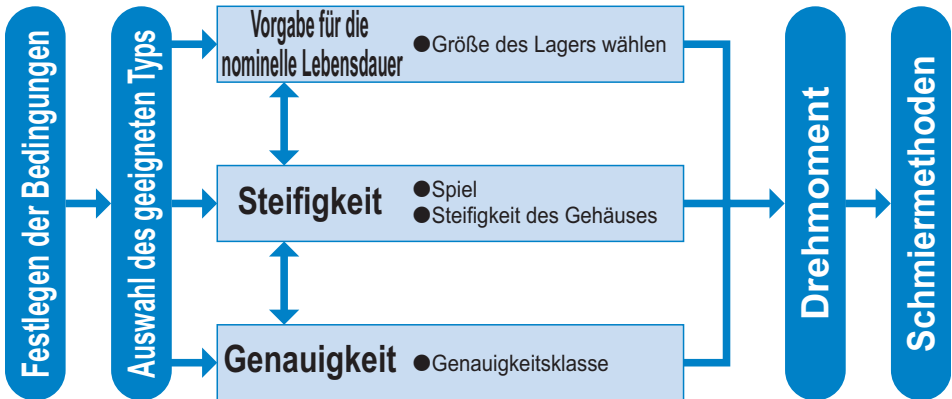 Festlegen der Bedingungen
Auswahl des geeigneten Typs
Vorgabe für die
nominelle Lebensdauer
●Größe des Lagers wählen
Steifigkeit
●Spiel
●Steifigkeit des Gehäuses
Genauigkeit
●Genauigkeitsklasse
Drehmoment
Schmiermethoden